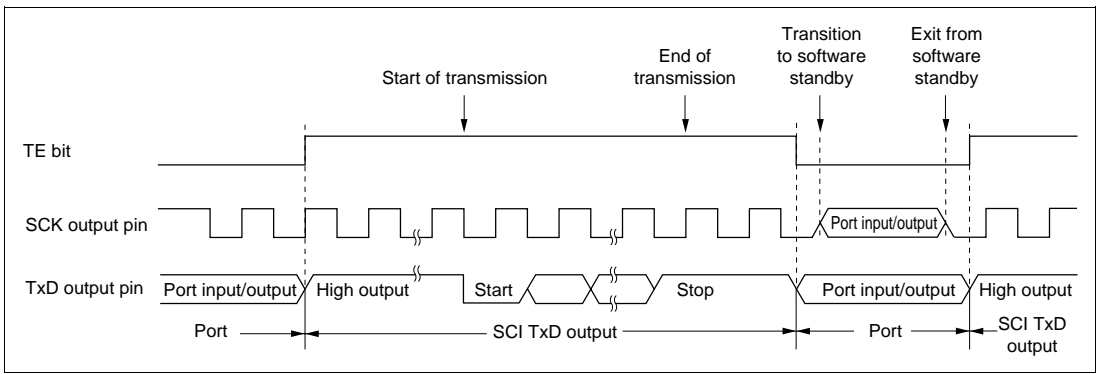 Start of transmission
End of
transmission
Transition
to software
standby
Exit from
software
standby
TE bit
SCK output pin
Port input/output
TxD output pin
Port input/output
High output
Start
Stop
Port input/output
High output
Port
SCI TxD output
Port
SCI TxD
output